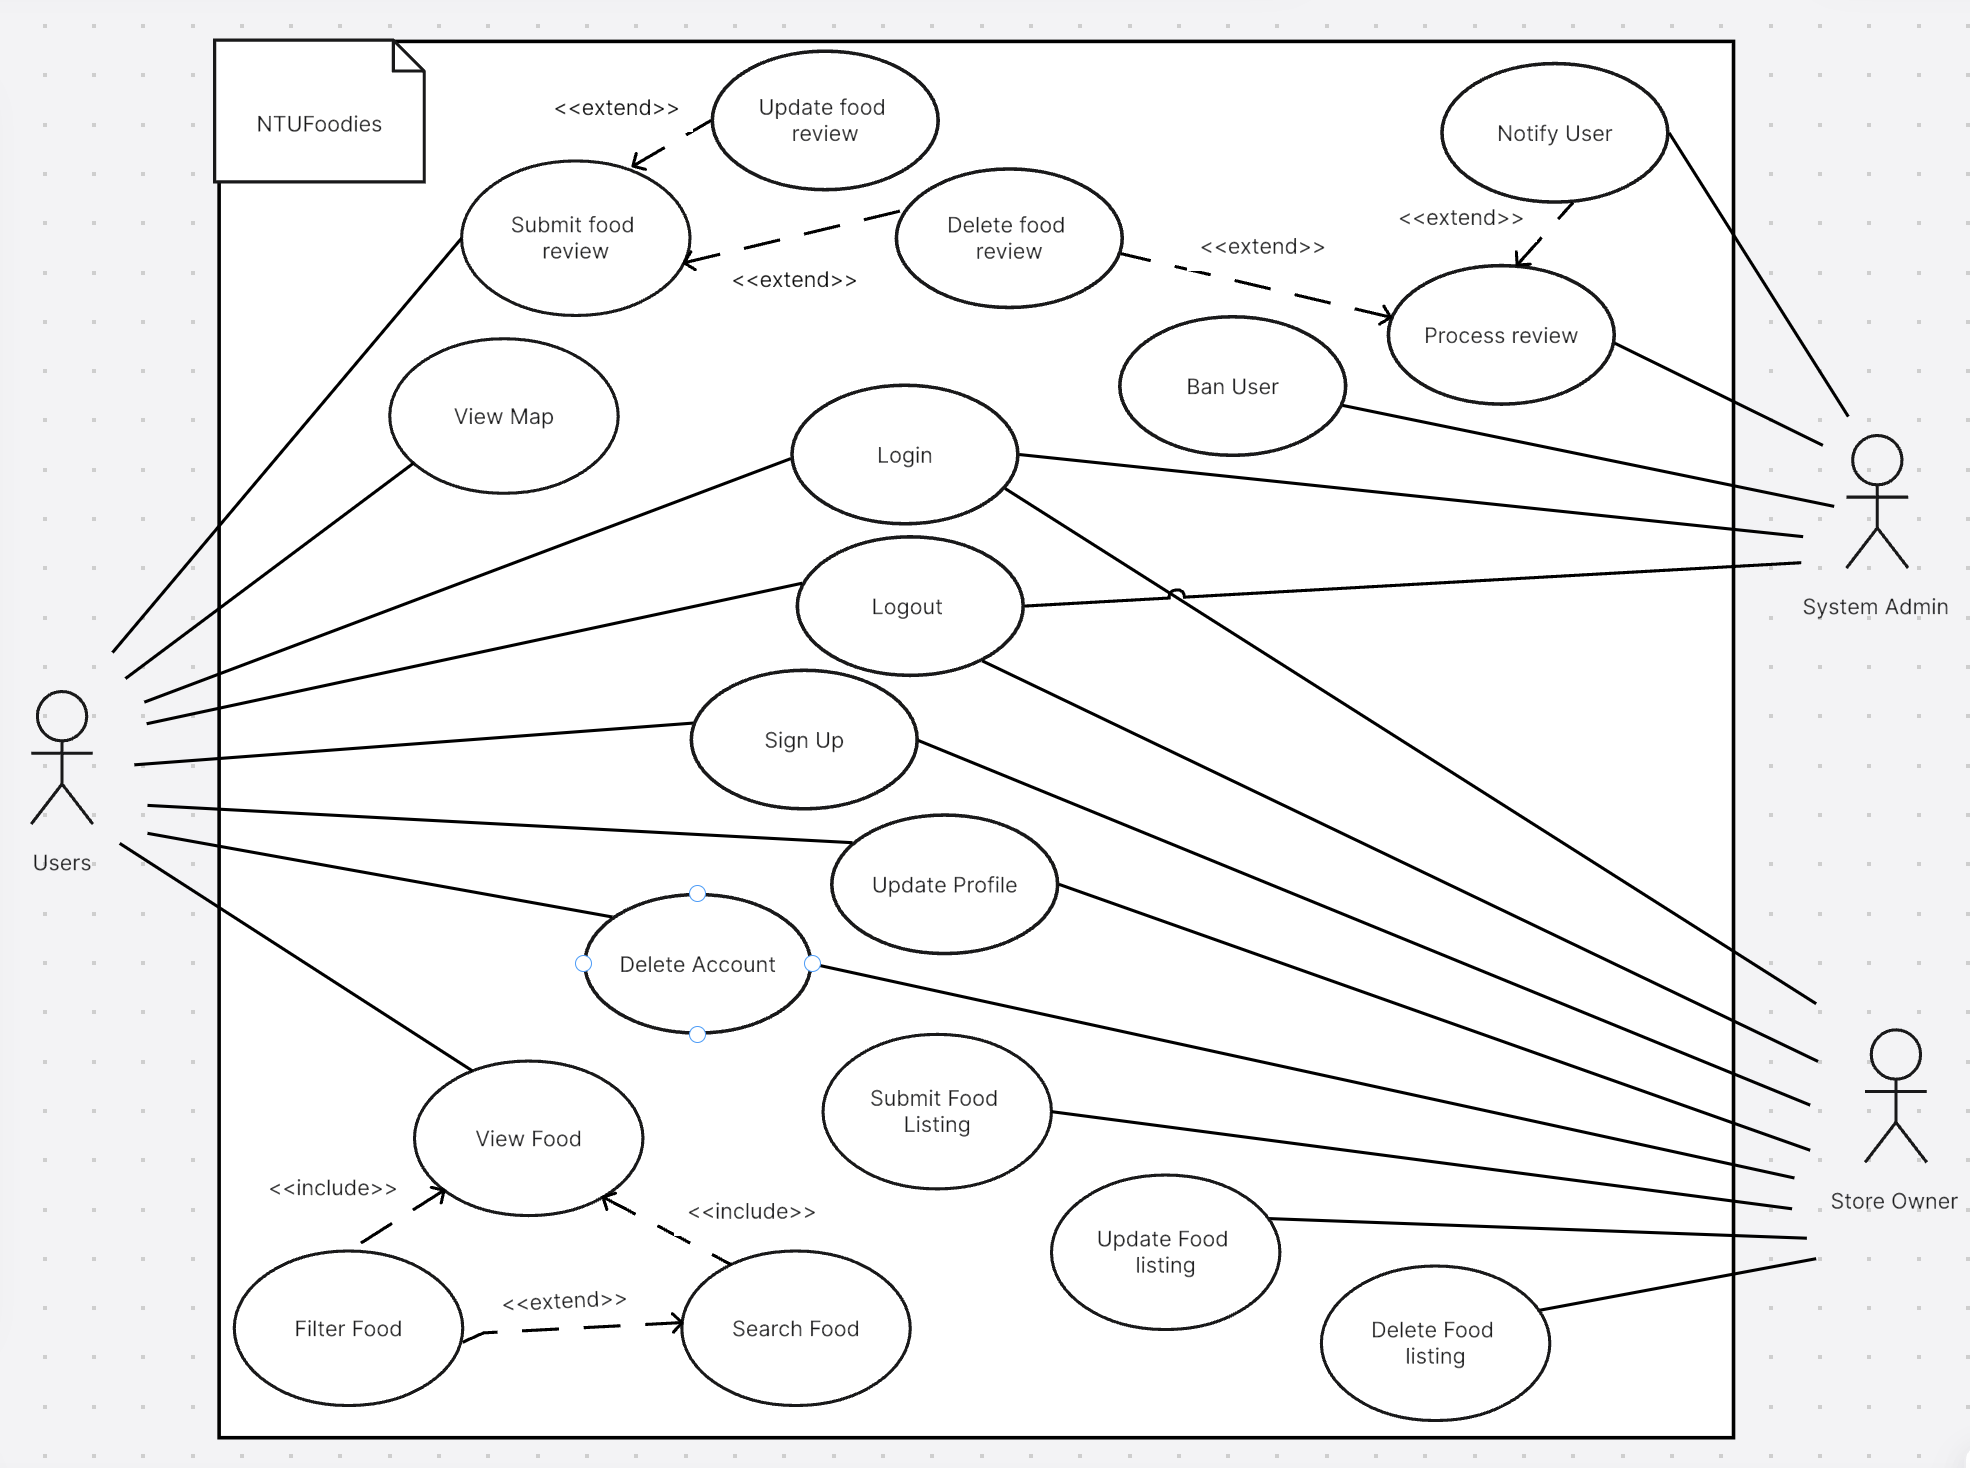 NTUFoodies
<<extend>>
Update food
review
Notify User
Submit food
review
Delete food
review
<<extend>>
<<extend>>
<<extend>>
Process review
Ban User
View Map
Login
Logout
System Admin
Sign Up
Users
Update Profile
Delete Account
Submit Food
Listing
View Food
<<include>>
<<include>>
Store Owner
Update Food
listing
<<extend>>
Filter Food
Search Food
Delete Food
listing